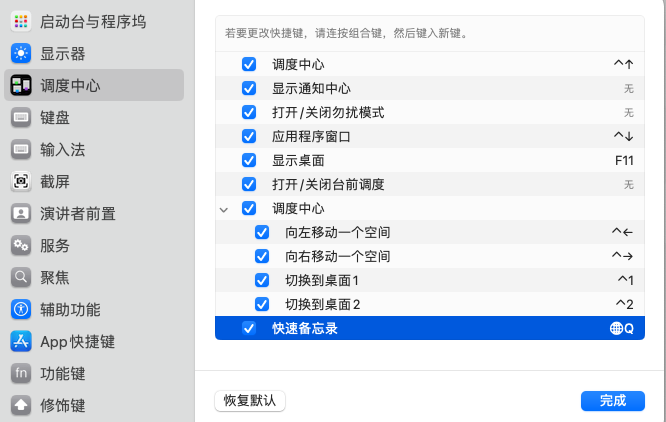 启动台与程序坞
显示器
调度中心
键盘
输入法
截屏
演讲者前置
服务
聚焦
辅助功能
App快捷键
fn 功能键
修饰键
若要更改快捷键，请连按组合键，然后键入新键。
调度中心 ^↑
显示通知中心 无
打开/关闭勿扰模式 无
应用程序窗口 ^↓
显示桌面 F11
打开/关闭台前调度 无
调度中心
向左移动一个空间 ^←
向右移动一个空间 ^→
切换到桌面1 ^1
切换到桌面2 ^2
快速备忘录 🌐Q
恢复默认 完成